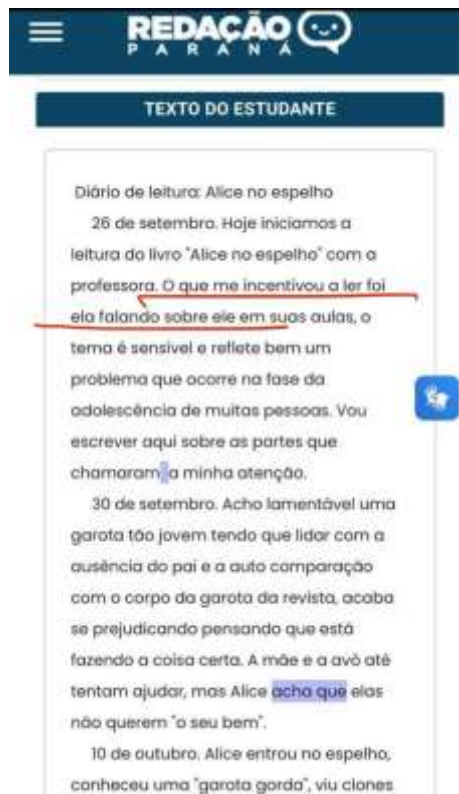 REDAÇÃO
PARANÁ
TEXTO DO ESTUDANTE
Diário de leitura: Alice no espelho
26 de setembro. Hoje iniciamos a
leitura do livro "Alice no espelho" com a
professora. O que me incentivou a ler foi
ela falando sobre ele em suas aulas, o
tema é sensível e reflete bem um
problema que ocorre na fase da
adolescência de muitas pessoas. Vou
escrever aqui sobre as partes que
chamaram a minha atenção.
30 de setembro. Acho lamentável uma
garota tão jovem tendo que lidar com a
ausência do pai e a auto comparação
com o corpo da garota da revista, acaba
se prejudicando pensando que está
fazendo a coisa certa. A mãe e a avó até
tentam ajudar, mas Alice acha que elas
não querem "o seu bem".
10 de outubro. Alice entrou no espelho,
conheceu uma "garota gorda", viu clones